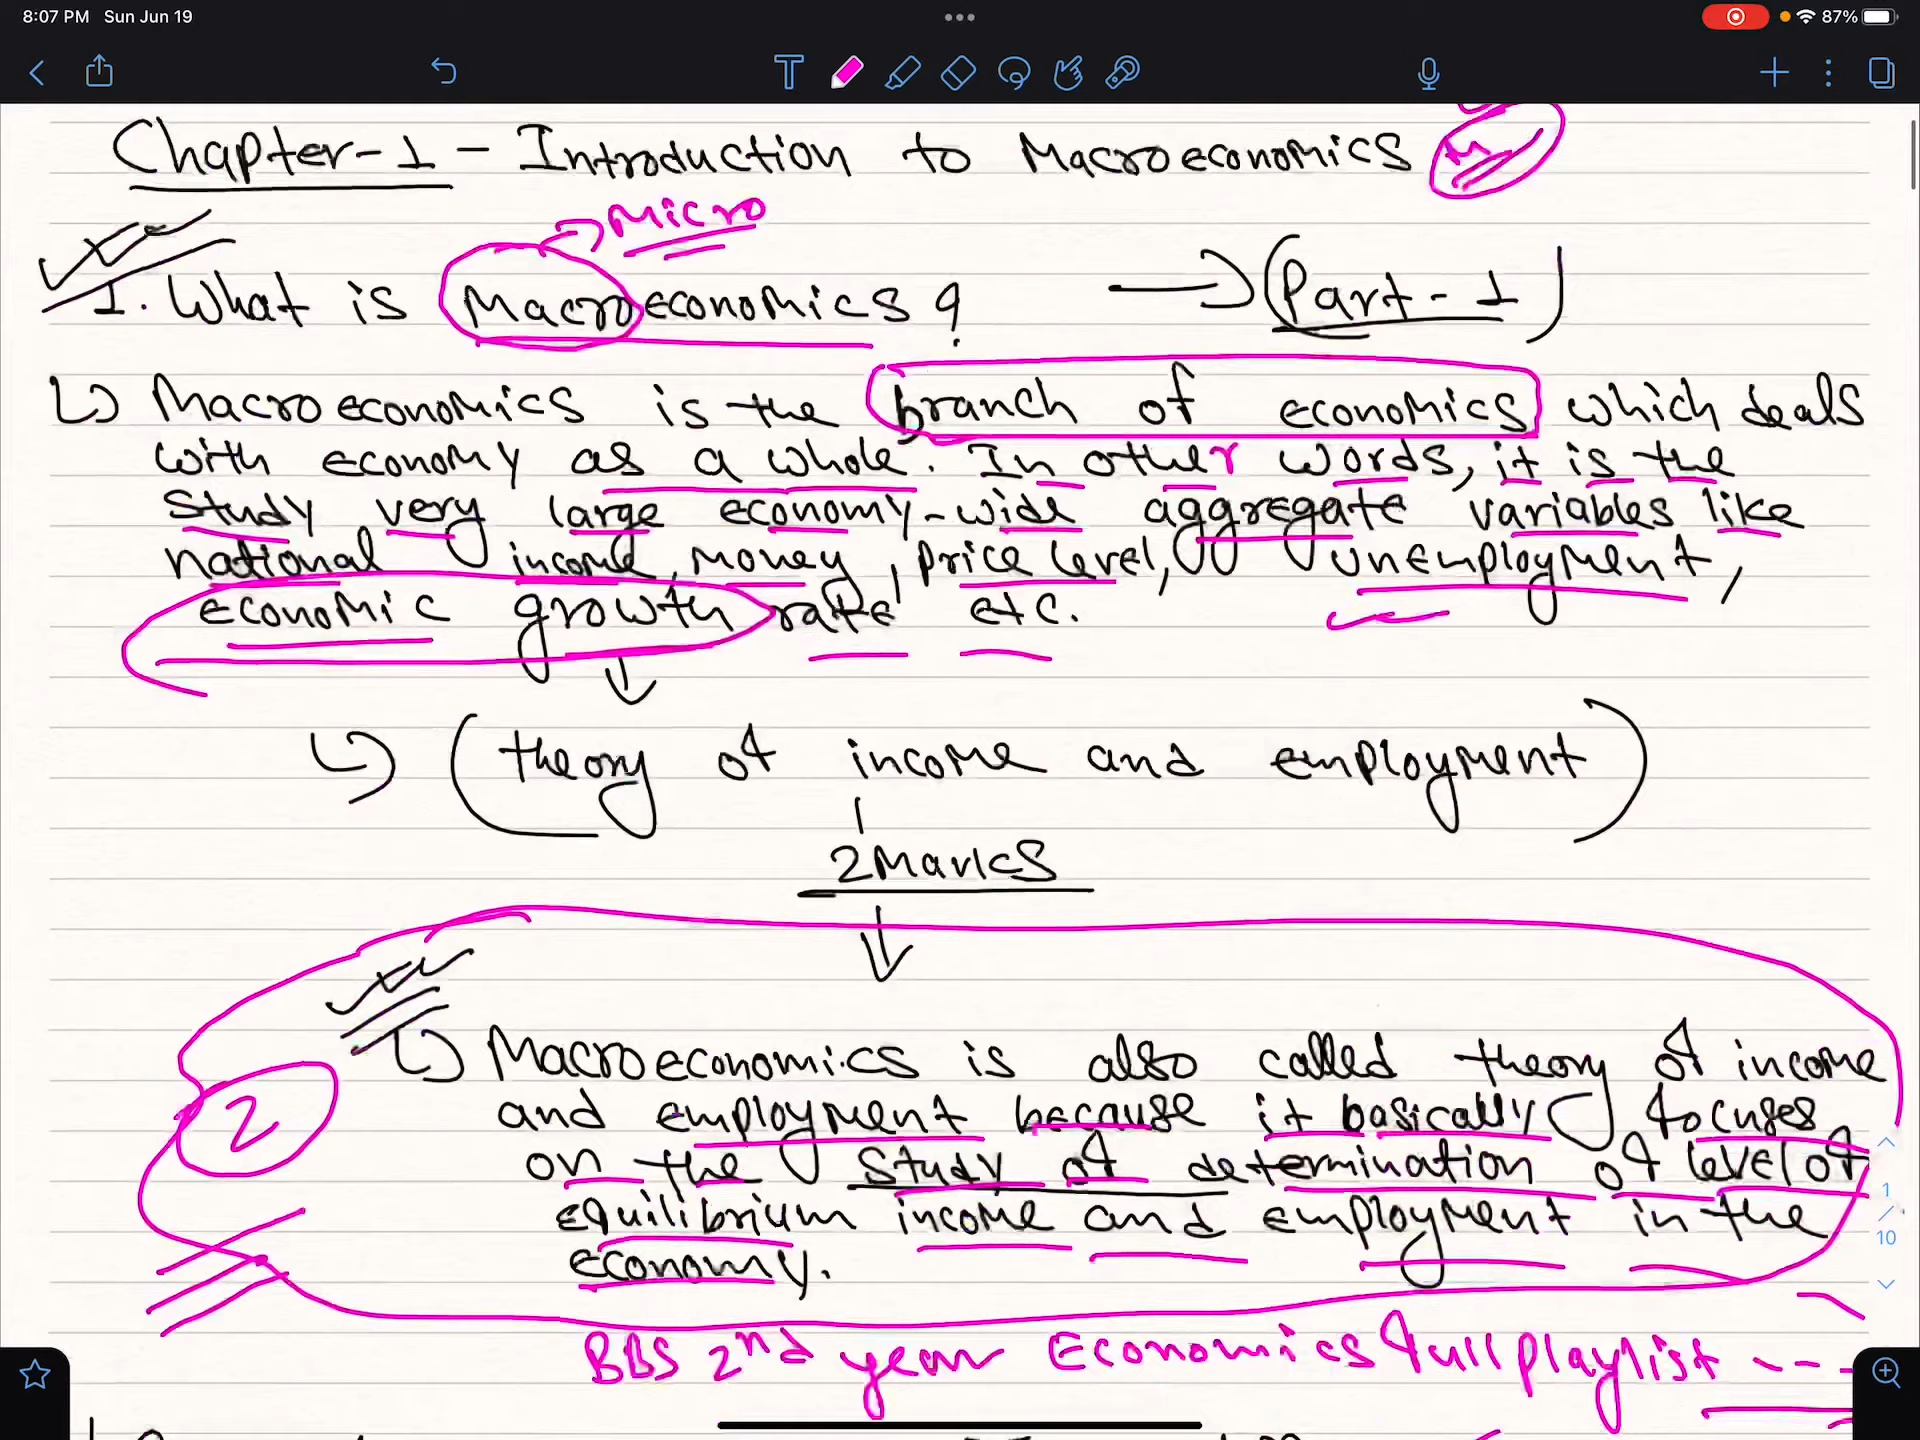 8:07 PM Sun Jun 19
87%
Chapter-1 - Introduction to Macroeconomics
Micro
1. What is Macroeconomics? (Part-1)
Macroeconomics is the branch of economics which deals
with economy as a whole. In other words, it is the
study very large economy-wide aggregate variables like
national income, money, price level, unemployment,
economic growth rate etc.
(theory of income and employment)
2 Marks
Macroeconomics is also called theory of income
2
and employment because it basically focuses
on the study of determination of level of
equilibrium income and employment in the
economy.
1
/
10
BBS 2nd year Economics full playlist ---